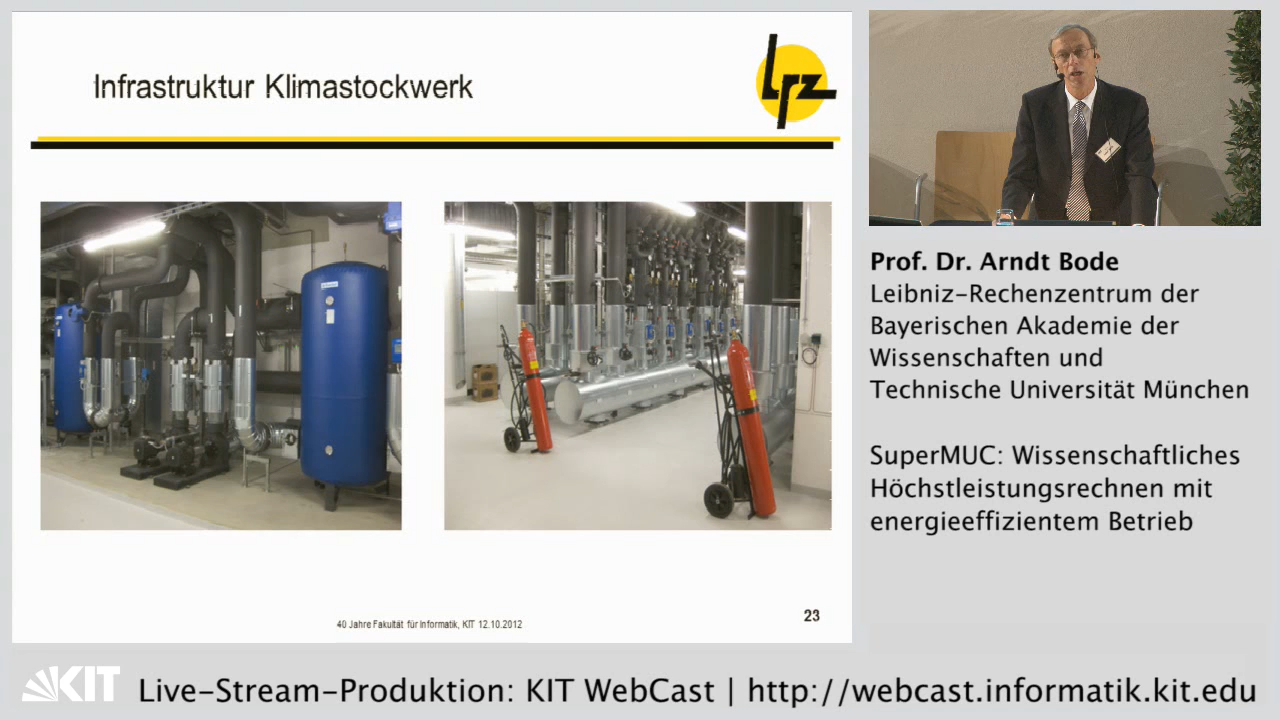 Infrastruktur Klimastockwerk
lrz
40 Jahre Fakultät für Informatik, KIT 12.10.2012
23
Prof. Dr. Arndt Bode
Leibniz-Rechenzentrum der
Bayerischen Akademie der
Wissenschaften und
Technische Universität München
SuperMUC: Wissenschaftliches
Höchstleistungsrechnen mit
energieeffizientem Betrieb
KIT
Live-Stream-Produktion: KIT WebCast | http://webcast.informatik.kit.edu